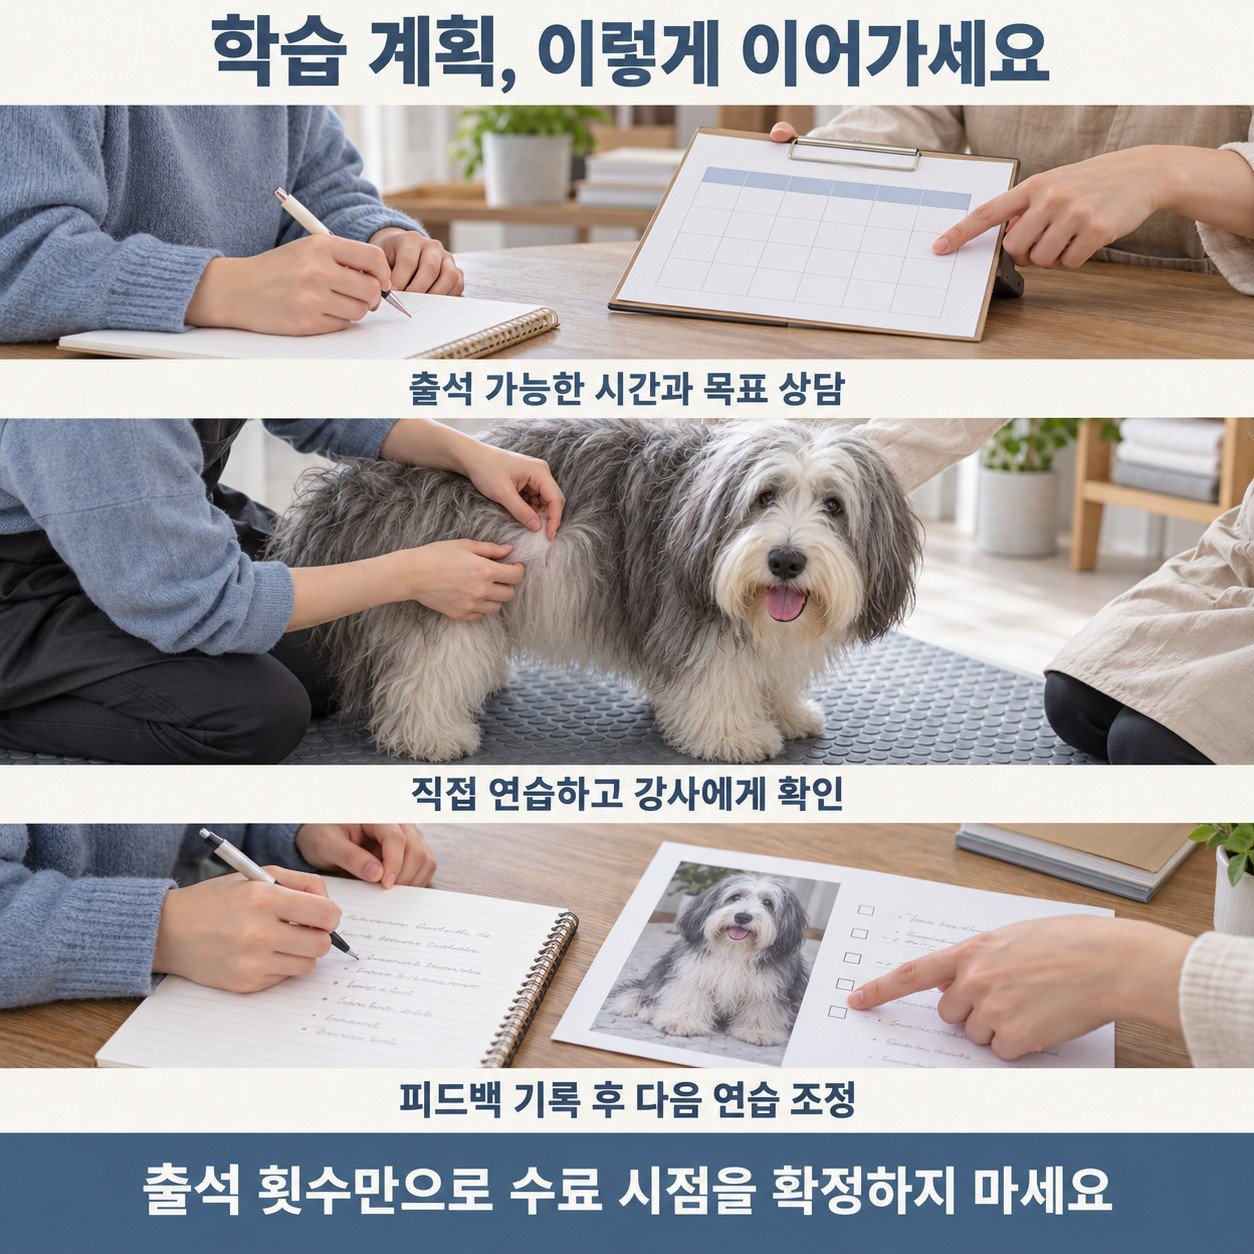 학습 계획, 이렇게 이어가세요
출석 가능한 시간과 목표 상담
직접 연습하고 강사에게 확인
피드백 기록 후 다음 연습 조정
출석 횟수만으로 수료 시점을 확정하지 마세요